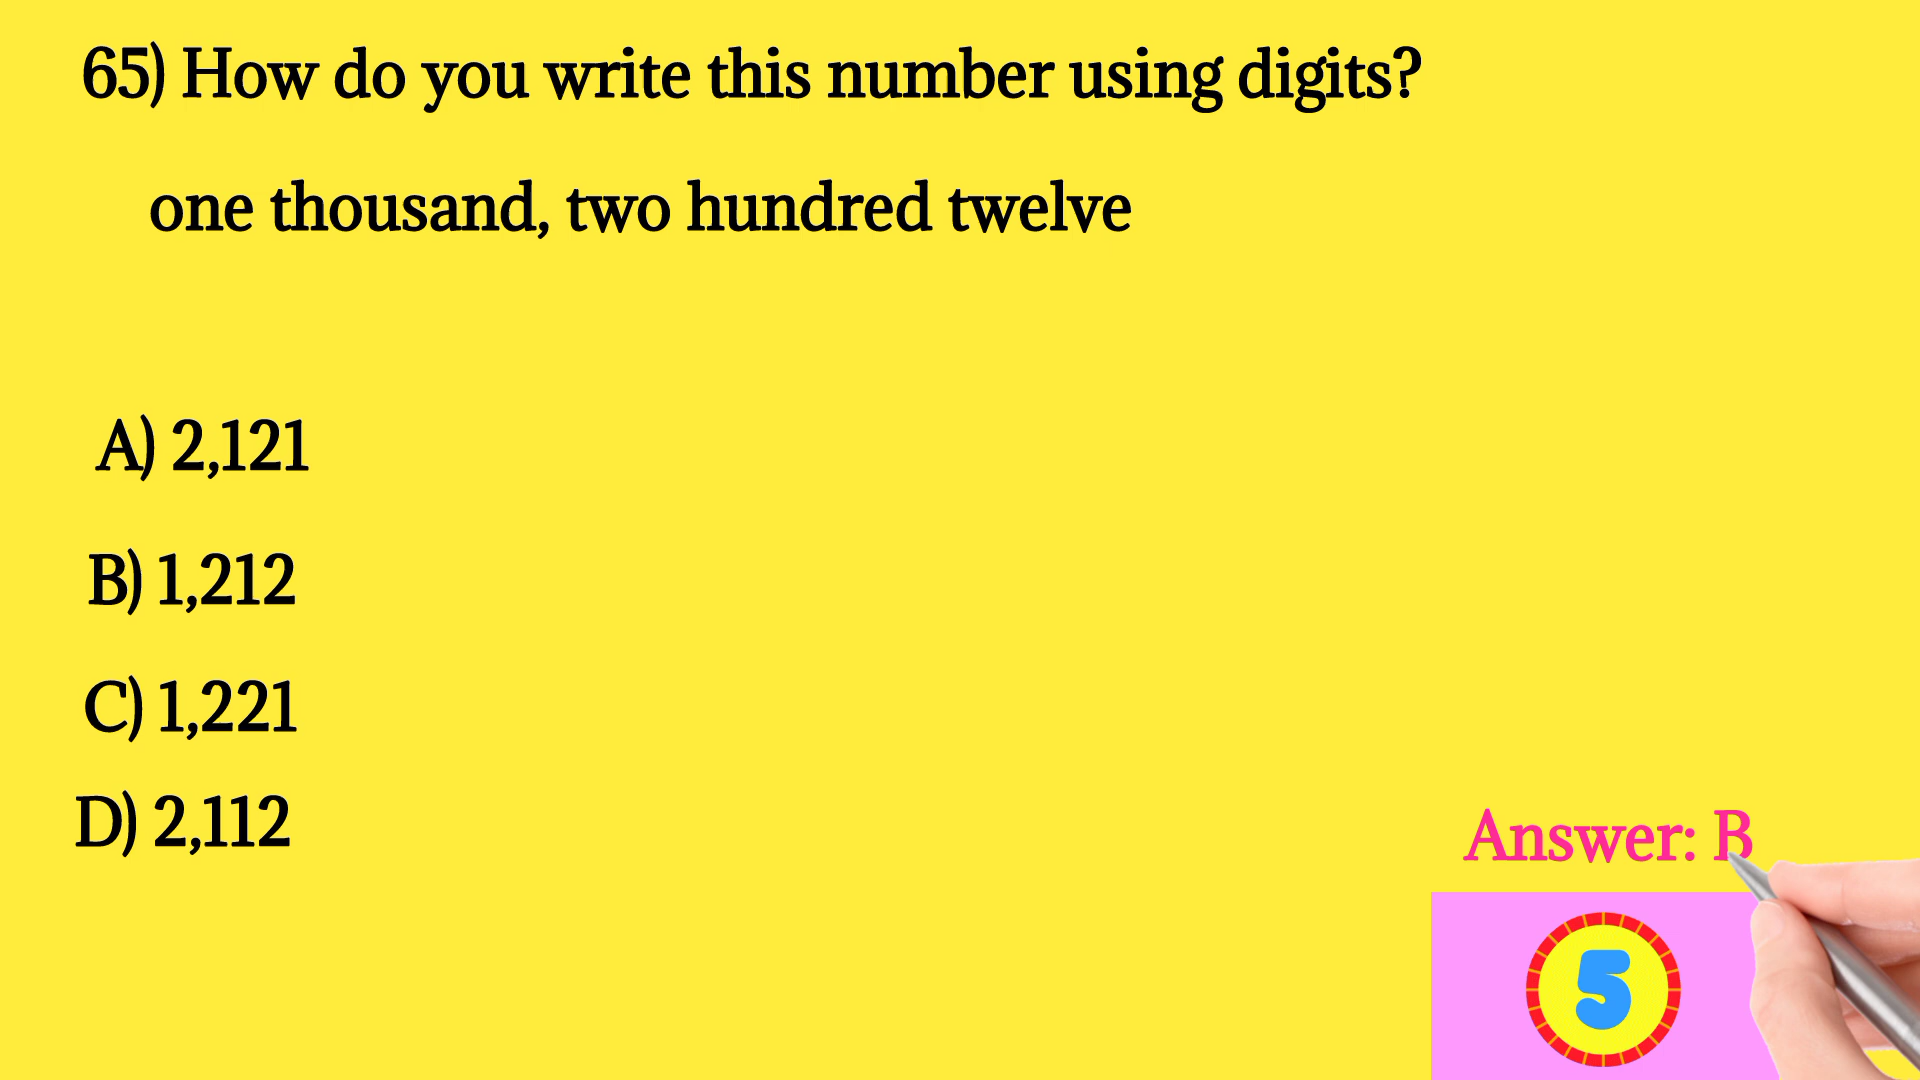 65) How do you write this number using digits?
one thousand, two hundred twelve
A) 2,121
B) 1,212
C) 1,221
D) 2,112
Answer: B
5